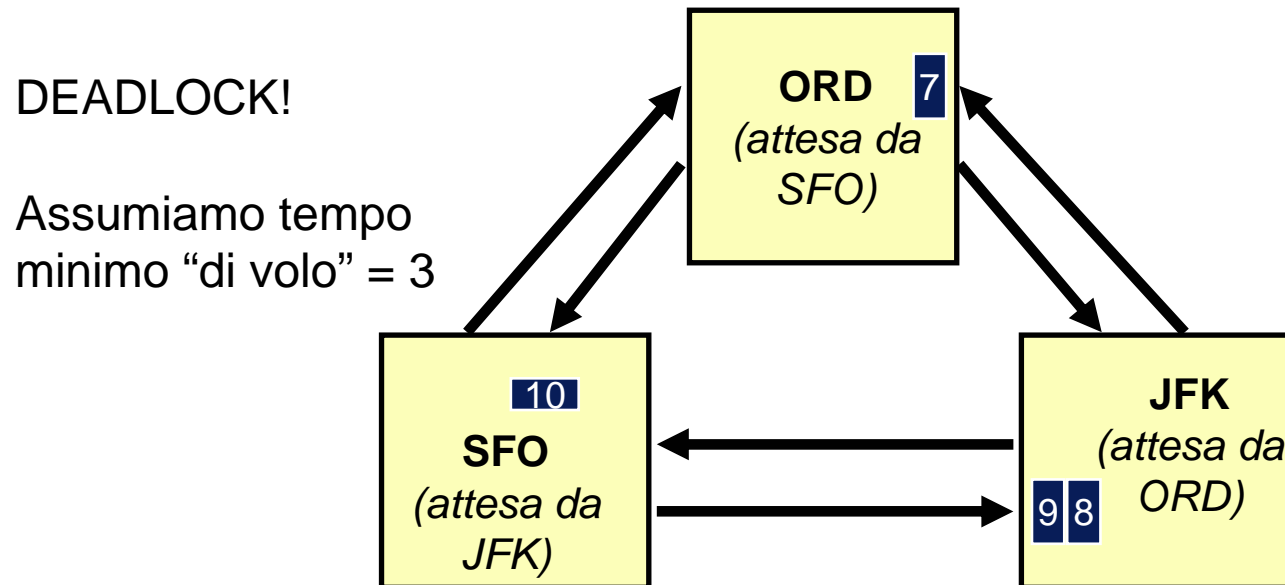 DEADLOCK!
Assumiamo tempo
minimo “di volo” = 3
ORD
7
(attesa da
SFO)
10
SFO
(attesa da
JFK)
JFK
(attesa da
ORD)
9 8